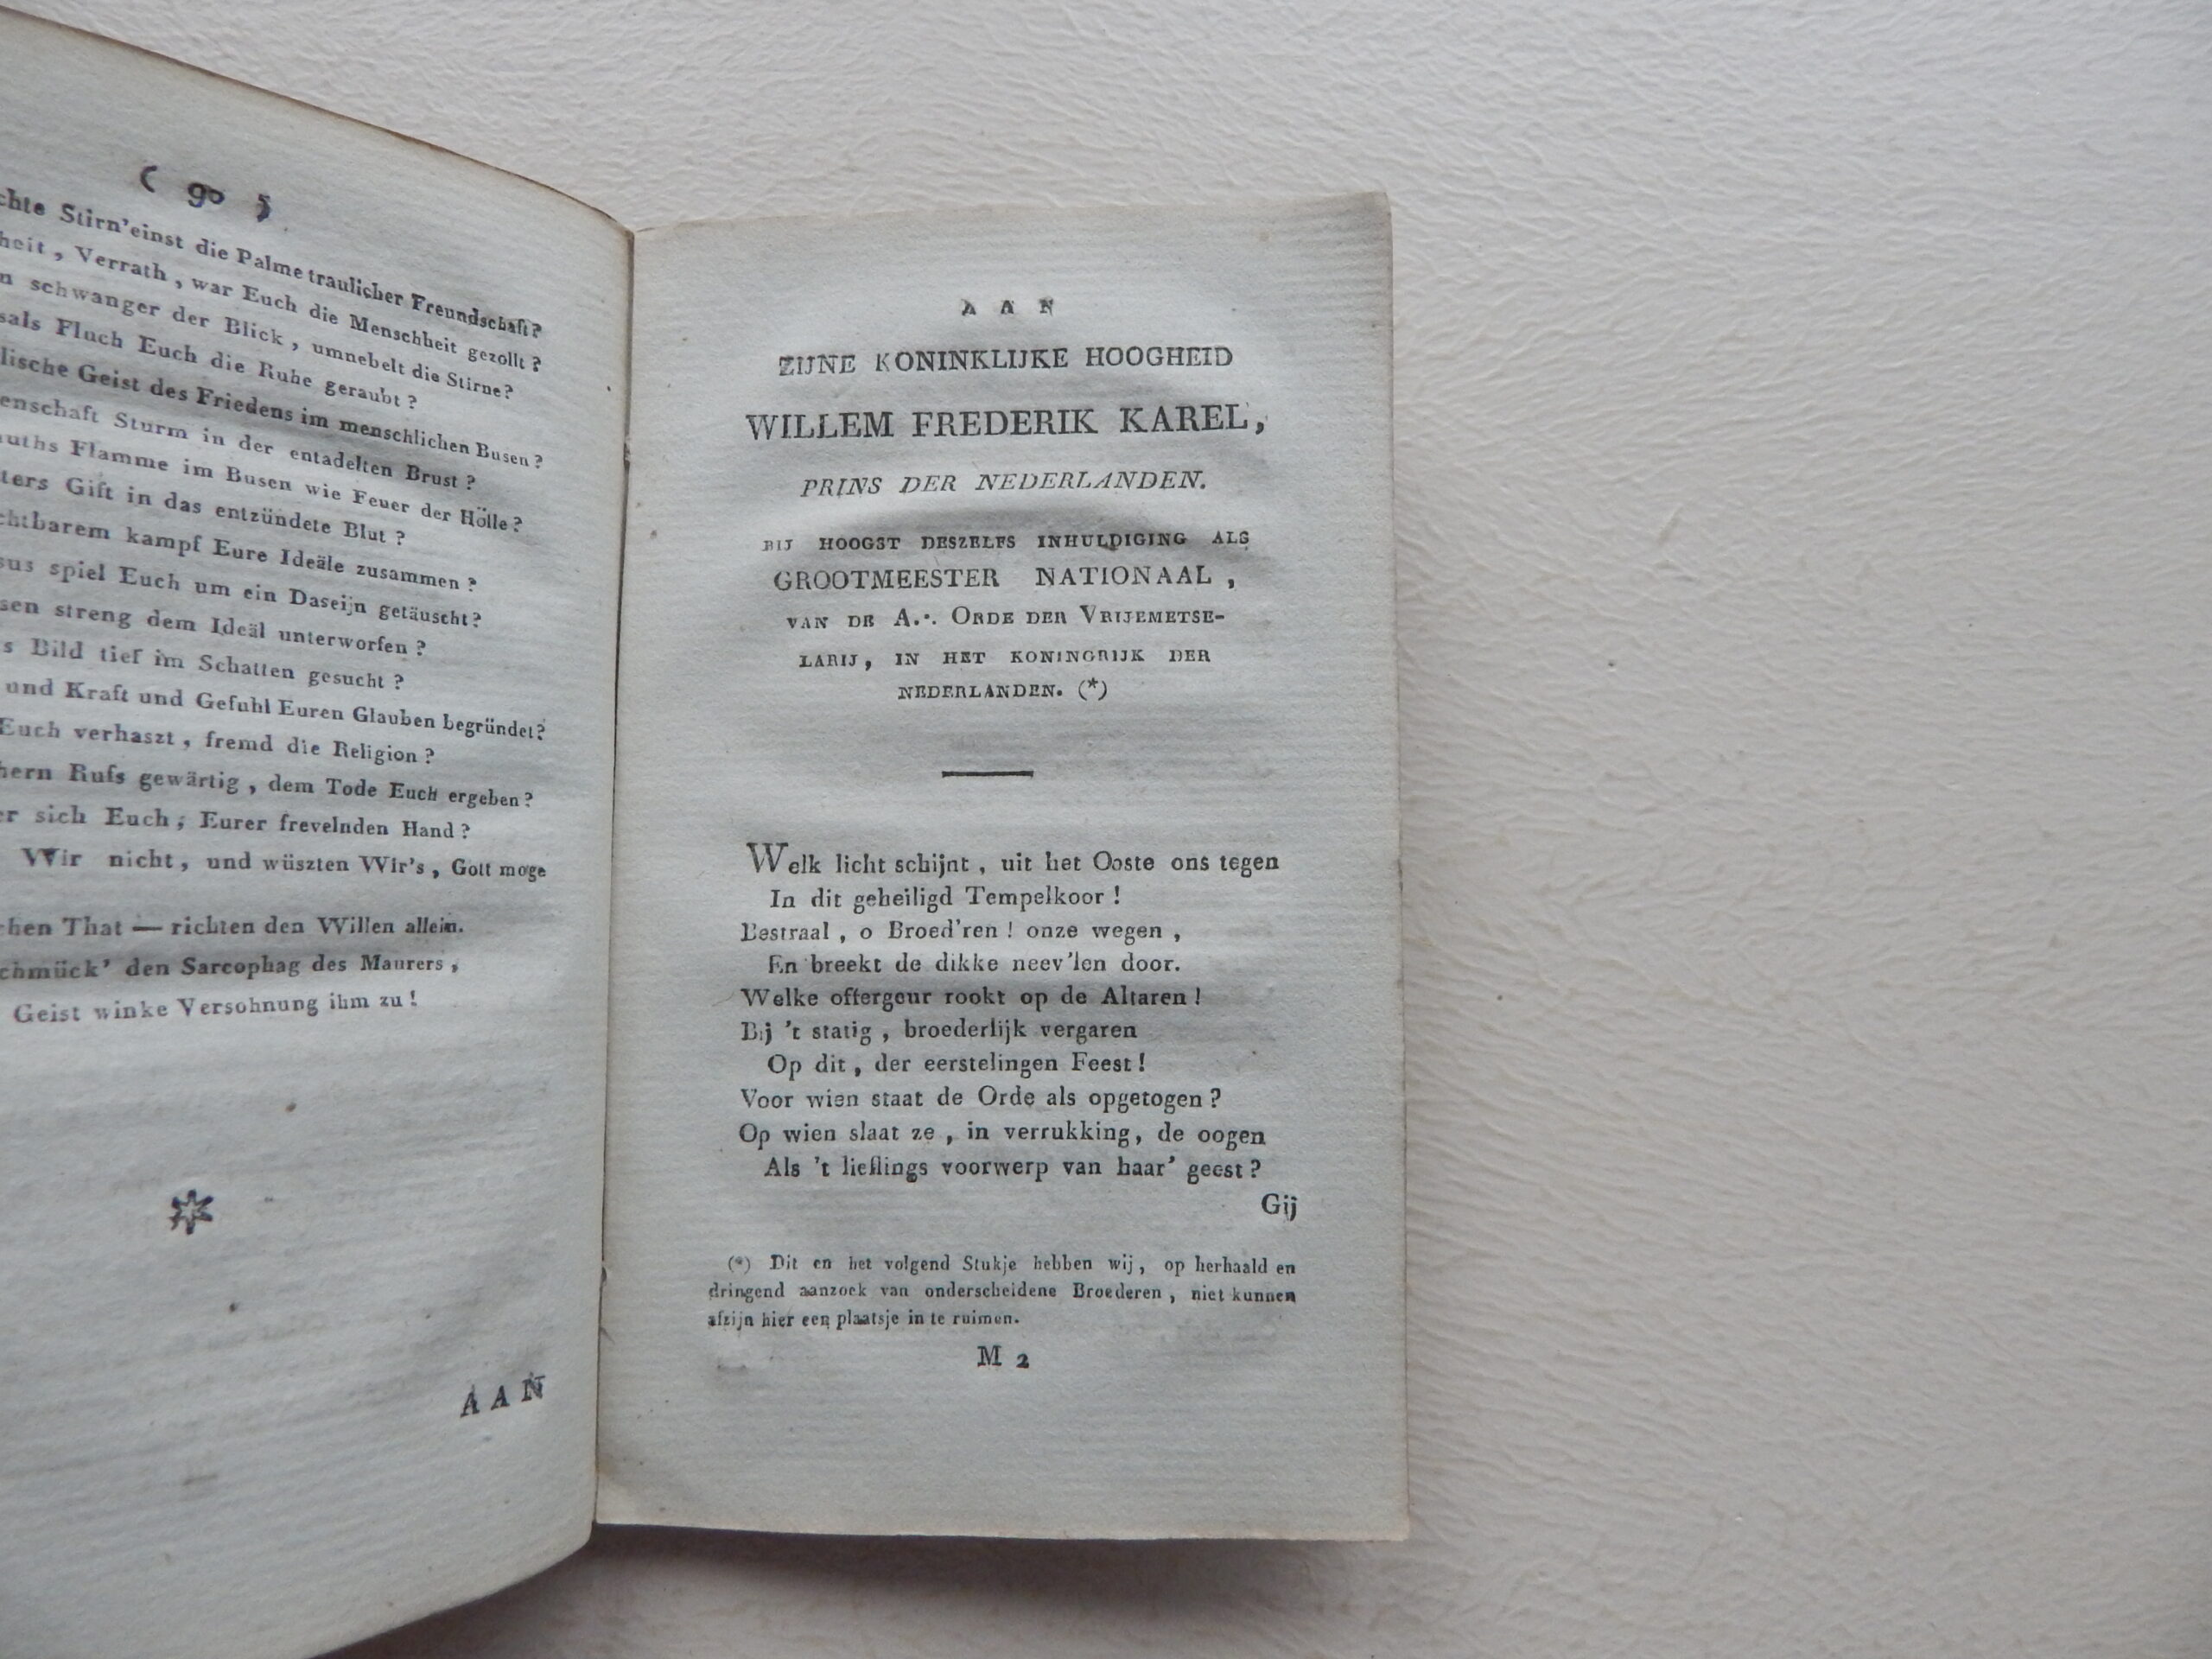 ( 90 )
Stirn'einst die Palme traulicher Freundschaft?
heit, Verrath, war Euch die Menschheit gezollt?
schwanger der Blick, umnebelt die Stirne?
sals Fluch Euch die Ruhe geraubt?
lische Geist des Friedens im menschlichen Busen?
enschaft Sturm in der entadelten Brust?
uths Flamme im Busen wie Feuer der Hölle?
ters Gift in das entzündete Blut?
chtbarem kampf Eure Ideäle zusammen?
sus spiel Euch um ein Daseijn getäuscht?
sen streng dem Ideäl unterworfen?
s Bild tief im Schatten gesucht?
und Kraft und Gefuhl Euren Glauben begründet?
Euch verhaszt, fremd die Religion?
hern Rufs gewärtig, dem Tode Euch ergeben?
er sich Euch; Eurer frevelnden Hand?
Wir nicht, und wüszten Wir's, Gott moge
chen That — richten den Willen allein.
chmück' den Sarcophag des Maurers,
Geist winke Versohnung ihm zu!
AAN
AAN
ZIJNE KONINKLIJKE HOOGHEID
WILLEM FREDERIK KAREL,
PRINS DER NEDERLANDEN.
BIJ HOOGST DESZELFS INHULDIGING ALS
GROOTMEESTER NATIONAAL,
VAN DE A.·. ORDE DER VRIJEMETSE-
LARIJ, IN HET KONINGRIJK DER
NEDERLANDEN. (*)
Welk licht schijnt, uit het Ooste ons tegen
In dit geheiligd Tempelkoor!
Bestraal, o Broed'ren! onze wegen,
En breekt de dikke neev'len door.
Welke offergeur rookt op de Altaren!
Bij 't statig, broederlijk vergaren
Op dit, der eerstelingen Feest!
Voor wien staat de Orde als opgetogen?
Op wien slaat ze, in verrukking, de oogen
Als 't lieflings voorwerp van haar' geest?
Gij
(*) Dit en het volgend Stukje hebben wij, op herhaald en
dringend aanzoek van onderscheidene Broederen, niet kunnen
afzijn hier een plaatsje in te ruimen.
M 2